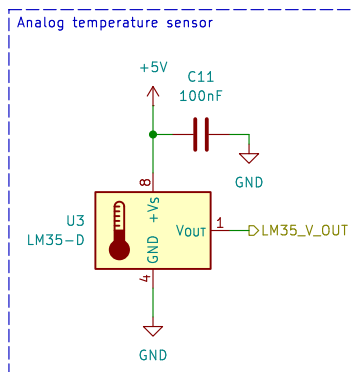 Analog temperature sensor
+5V
C11
100nF
GND
8
U3
LM35-D
+Vs
GND
VOUT
1
LM35_V_OUT
4
GND